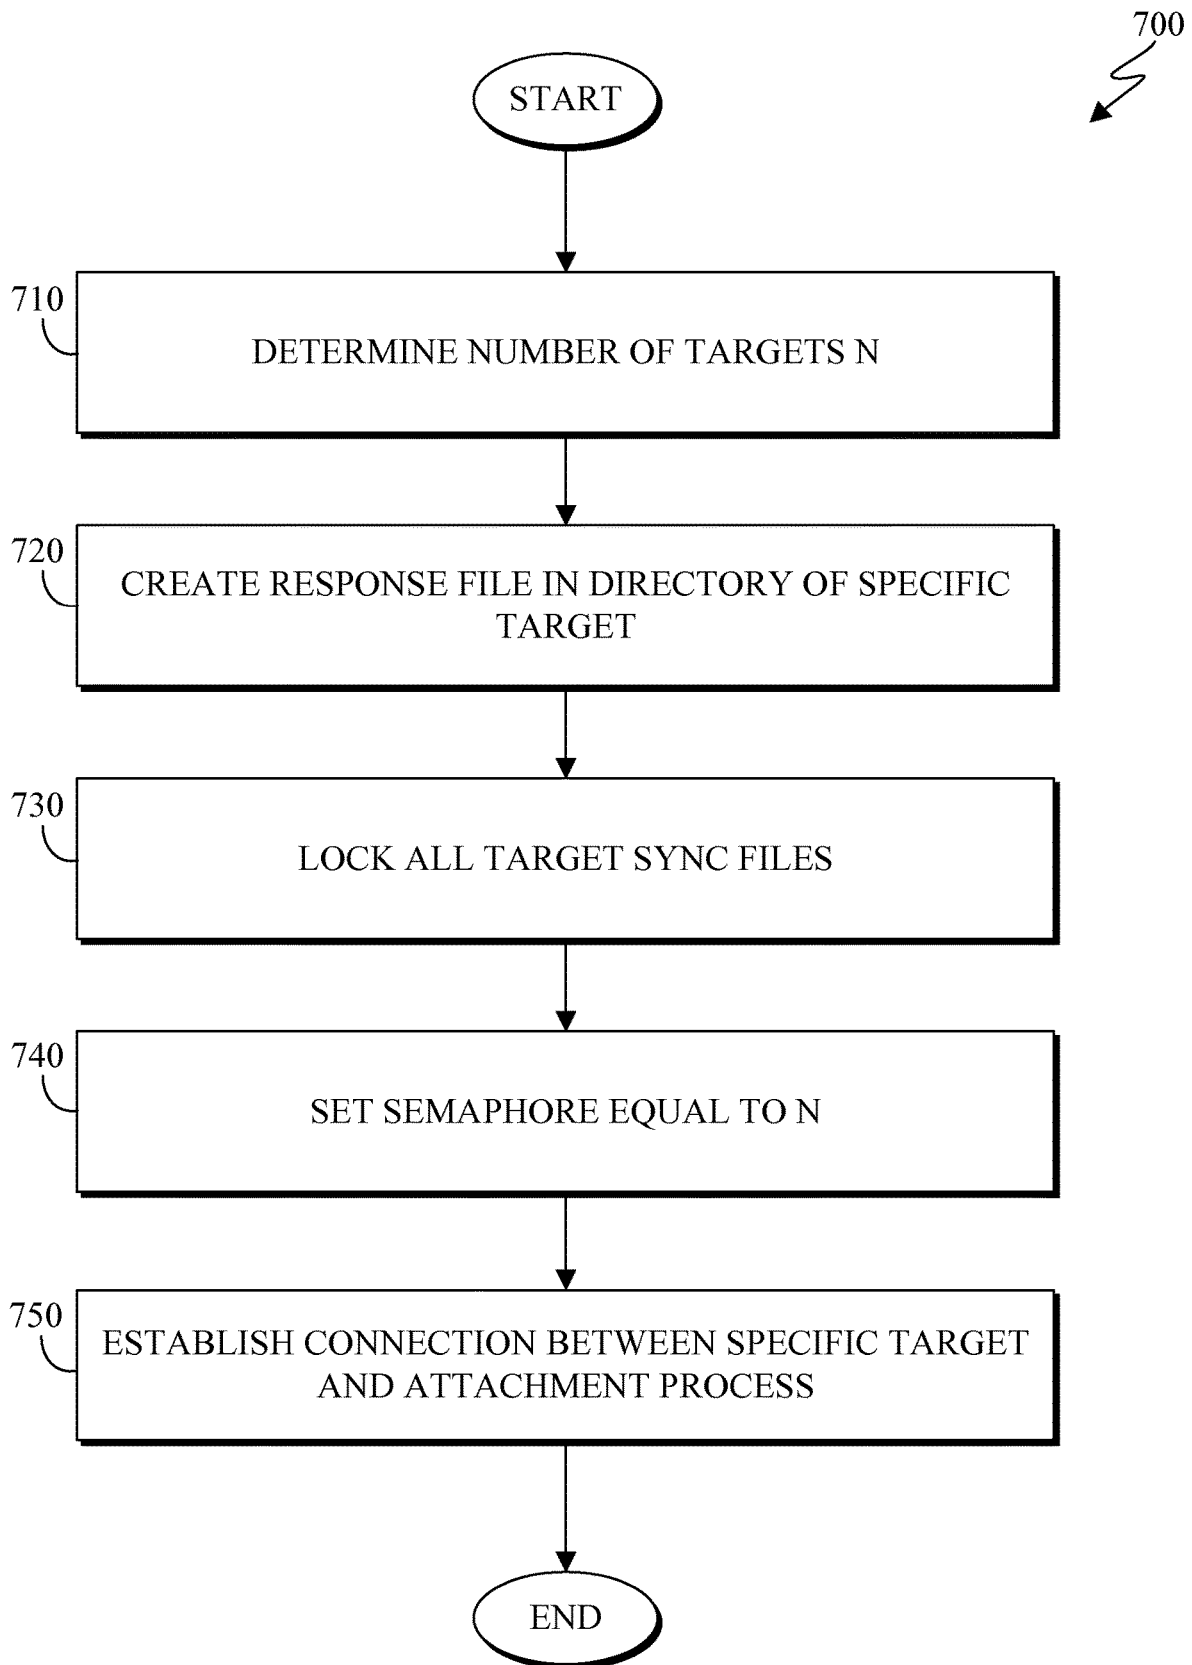 700
START
710
DETERMINE NUMBER OF TARGETS N
720
CREATE RESPONSE FILE IN DIRECTORY OF SPECIFIC
TARGET
730
LOCK ALL TARGET SYNC FILES
740
SET SEMAPHORE EQUAL TO N
750
ESTABLISH CONNECTION BETWEEN SPECIFIC TARGET
AND ATTACHMENT PROCESS
END